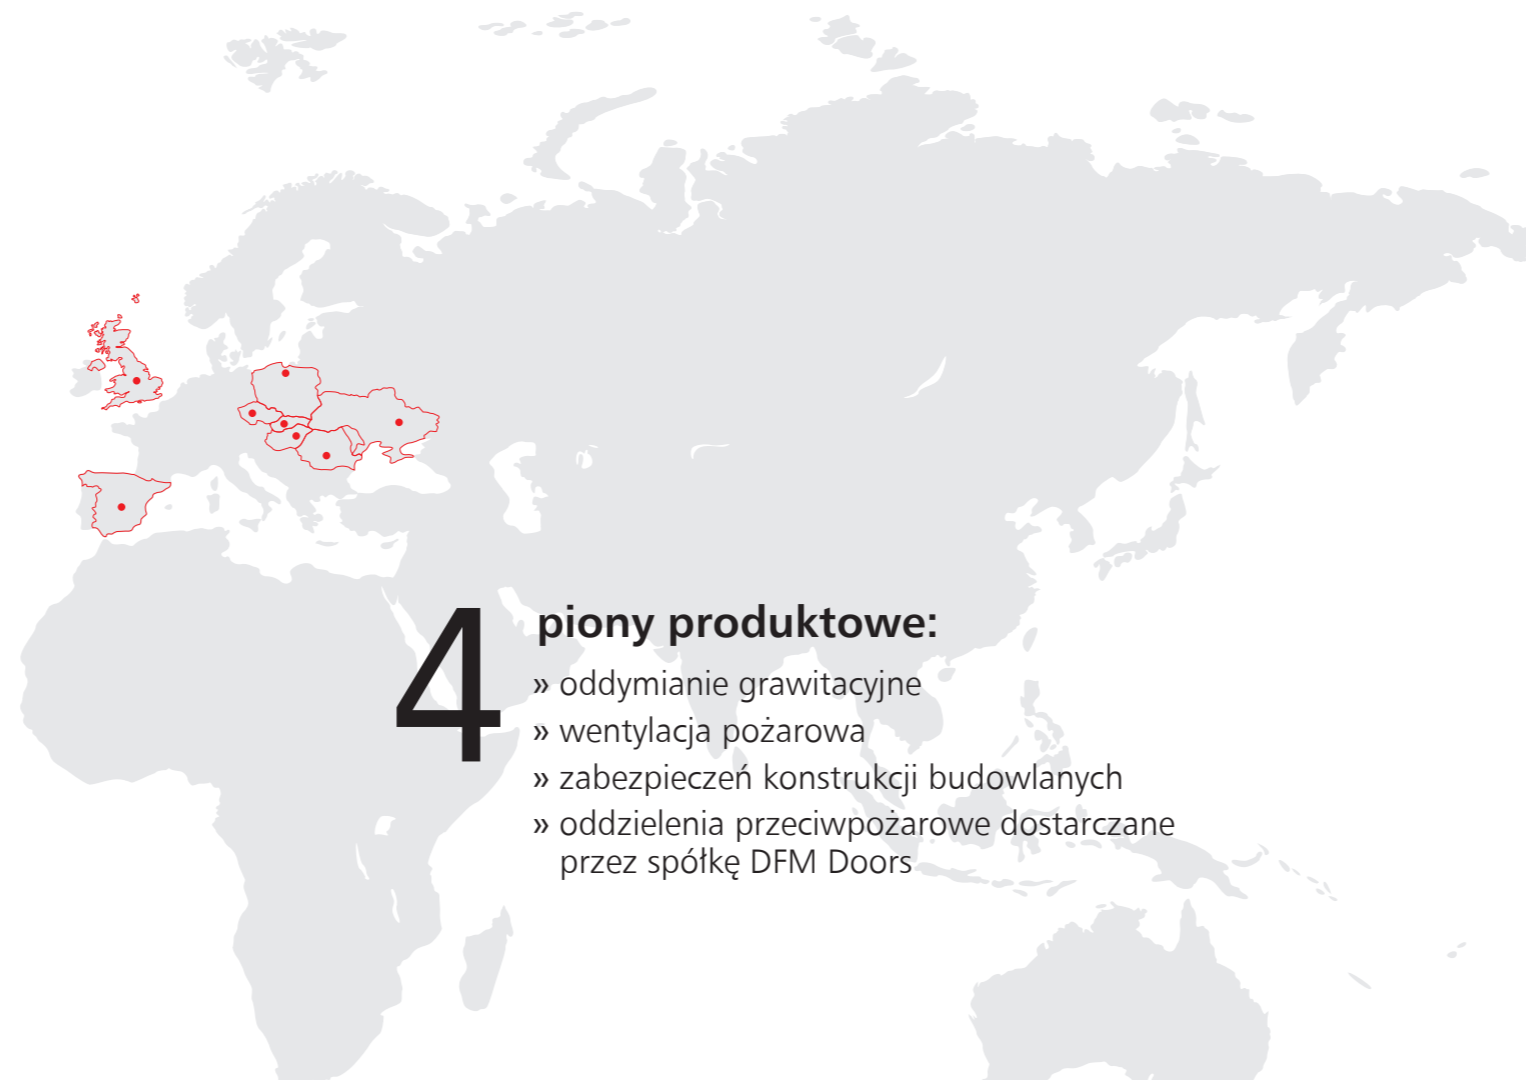 4
piony produktowe:
» oddymianie grawitacyjne
» wentylacja pożarowa
» zabezpieczeń konstrukcji budowlanych
» oddzielenia przeciwpożarowe dostarczane
przez spółkę DFM Doors